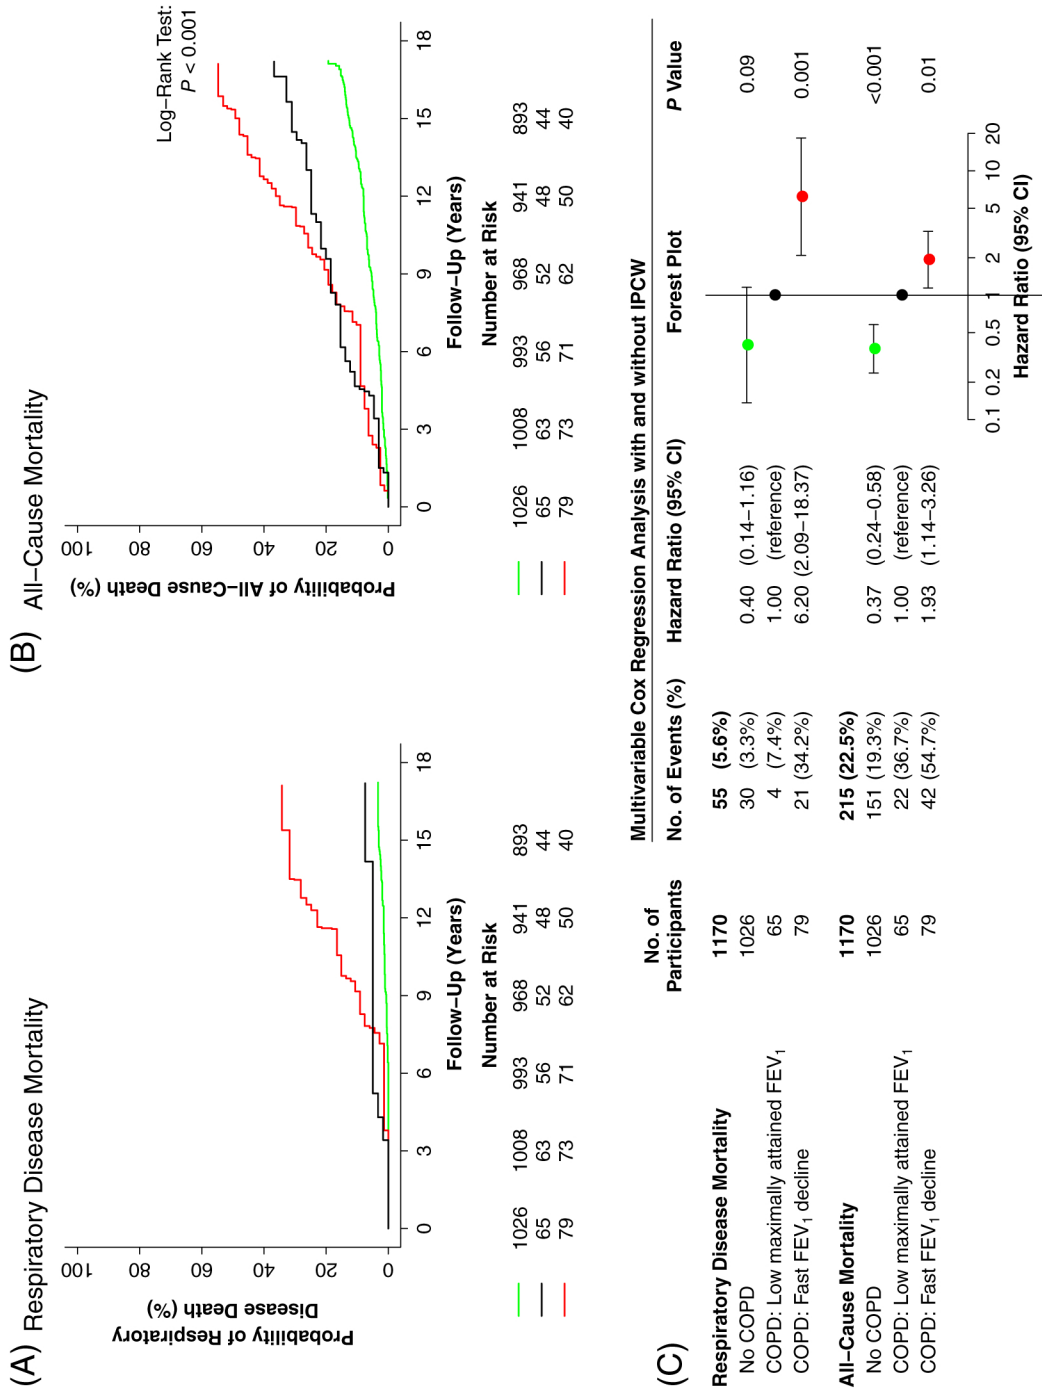 (A) Respiratory Disease Mortality
Probability of Respiratory
Disease Death (%)
100
80
60
40
20
0
0 3 6 9 12 15 18
Follow–Up (Years)
Number at Risk
1026 1008 993 968 941 893
65 63 56 52 48 44
79 73 71 62 50 40
(B) All–Cause Mortality
Probability of All–Cause Death (%)
100
80
60
40
20
0
Log–Rank Test:
P < 0.001
0 3 6 9 12 15 18
Follow–Up (Years)
Number at Risk
1026 1008 993 968 941 893
65 63 56 52 48 44
79 73 71 62 50 40
(C)
Multivariable Cox Regression Analysis with and without IPCW
No. of
Participants No. of Events (%) Hazard Ratio (95% CI) Forest Plot P Value
Respiratory Disease Mortality 1170 55 (5.6%)
No COPD 1026 30 (3.3%) 0.40 (0.14–1.16) 0.09
COPD: Low maximally attained FEV1 65 4 (7.4%) 1.00 (reference)
COPD: Fast FEV1 decline 79 21 (34.2%) 6.20 (2.09–18.37) 0.001
All–Cause Mortality 1170 215 (22.5%)
No COPD 1026 151 (19.3%) 0.37 (0.24–0.58) <0.001
COPD: Low maximally attained FEV1 65 22 (36.7%) 1.00 (reference)
COPD: Fast FEV1 decline 79 42 (54.7%) 1.93 (1.14–3.26) 0.01
0.1 0.2 0.5 1 2 5 10 20
Hazard Ratio (95% CI)